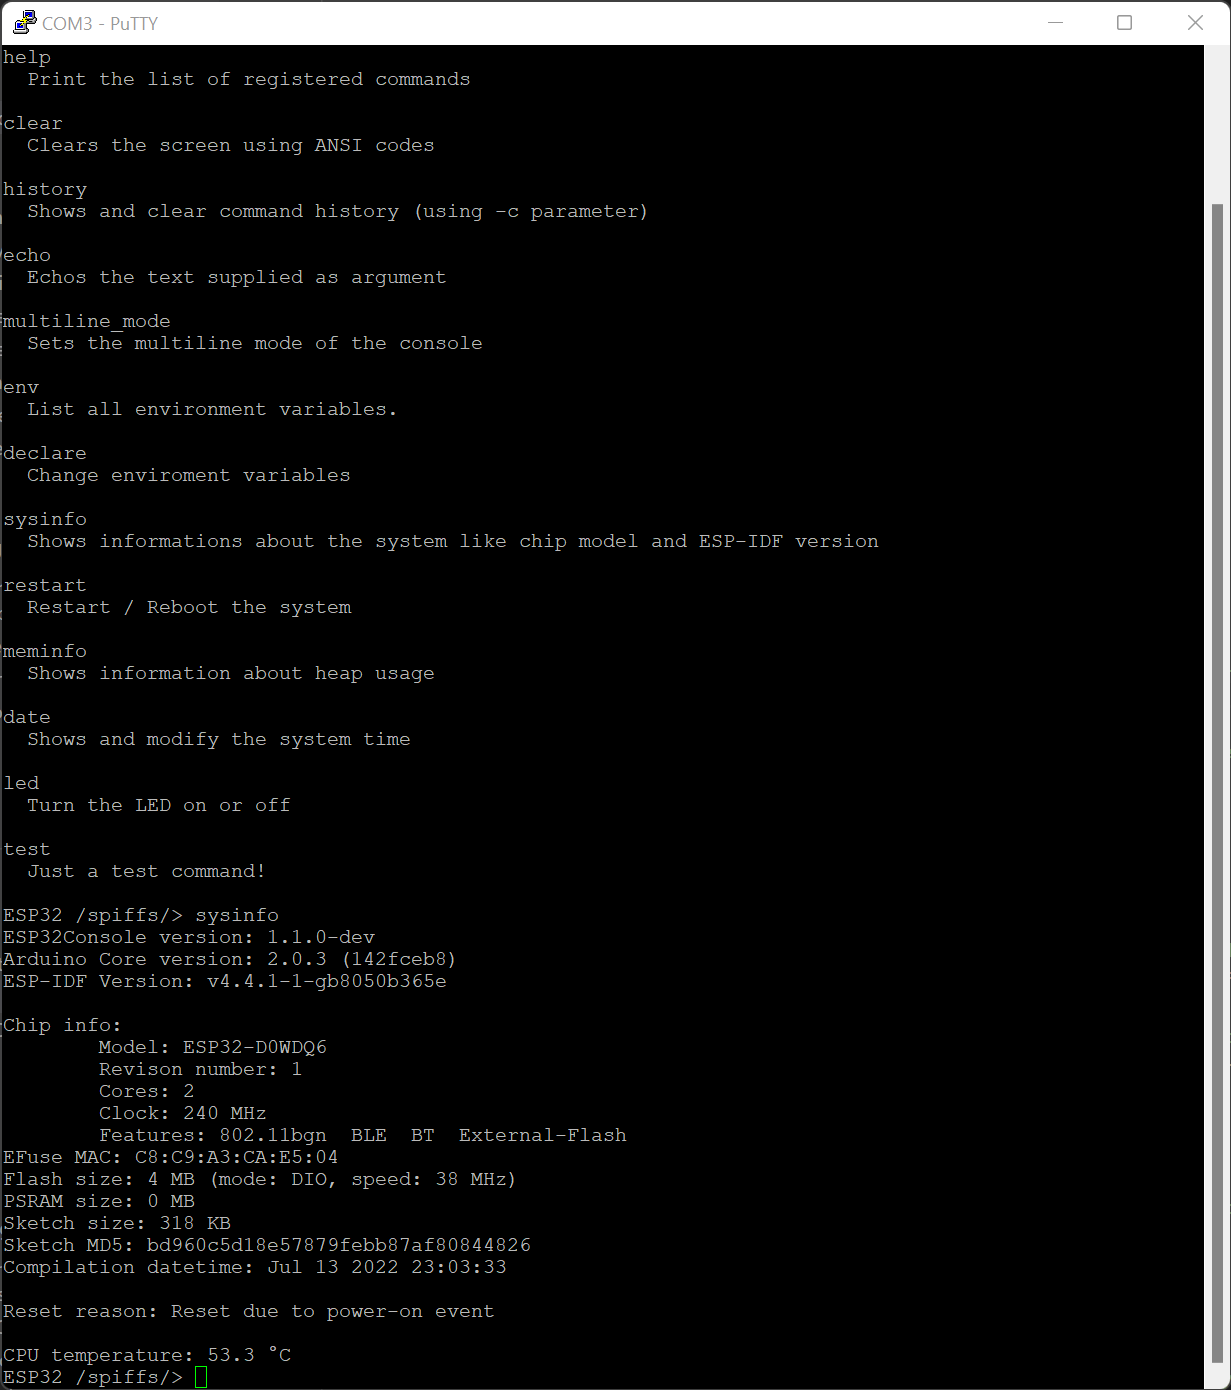 COM3 - PuTTY
help
Print the list of registered commands
clear
Clears the screen using ANSI codes
history
Shows and clear command history (using -c parameter)
echo
Echos the text supplied as argument
multiline_mode
Sets the multiline mode of the console
env
List all environment variables.
declare
Change enviroment variables
sysinfo
Shows informations about the system like chip model and ESP-IDF version
restart
Restart / Reboot the system
meminfo
Shows information about heap usage
date
Shows and modify the system time
led
Turn the LED on or off
test
Just a test command!
ESP32 /spiffs/> sysinfo
ESP32Console version: 1.1.0-dev
Arduino Core version: 2.0.3 (142fceb8)
ESP-IDF Version: v4.4.1-1-gb8050b365e
Chip info:
Model: ESP32-D0WDQ6
Revison number: 1
Cores: 2
Clock: 240 MHz
Features: 802.11bgn BLE BT External-Flash
EFuse MAC: C8:C9:A3:CA:E5:04
Flash size: 4 MB (mode: DIO, speed: 38 MHz)
PSRAM size: 0 MB
Sketch size: 318 KB
Sketch MD5: bd960c5d18e57879febb87af80844826
Compilation datetime: Jul 13 2022 23:03:33
Reset reason: Reset due to power-on event
CPU temperature: 53.3 °C
ESP32 /spiffs/>